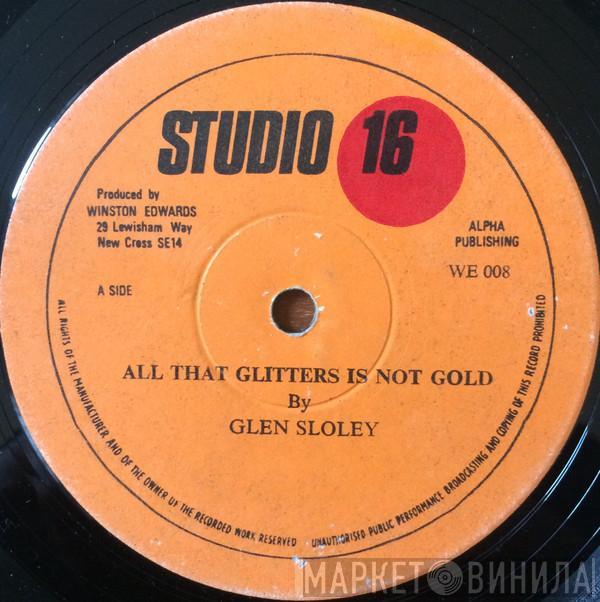 STUDIO 16
Produced by
WINSTON EDWARDS
29 Lewisham Way
New Cross SE14
ALPHA
PUBLISHING
WE 008
A SIDE
ALL THAT GLITTERS IS NOT GOLD
By
GLEN SLOLEY
ALL RIGHTS OF THE MANUFACTURER AND OF THE OWNER OF THE RECORDED WORK RESERVED - UNAUTHORISED PUBLIC PERFORMANCE BROADCASTING AND COPYING OF THIS RECORD PROHIBITED
МАРКЕТ ВИНИЛА